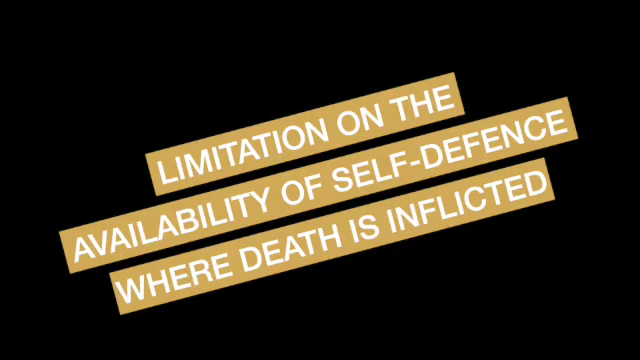 LIMITATION ON THE
AVAILABILITY OF SELF-DEFENCE
WHERE DEATH IS INFLICTED